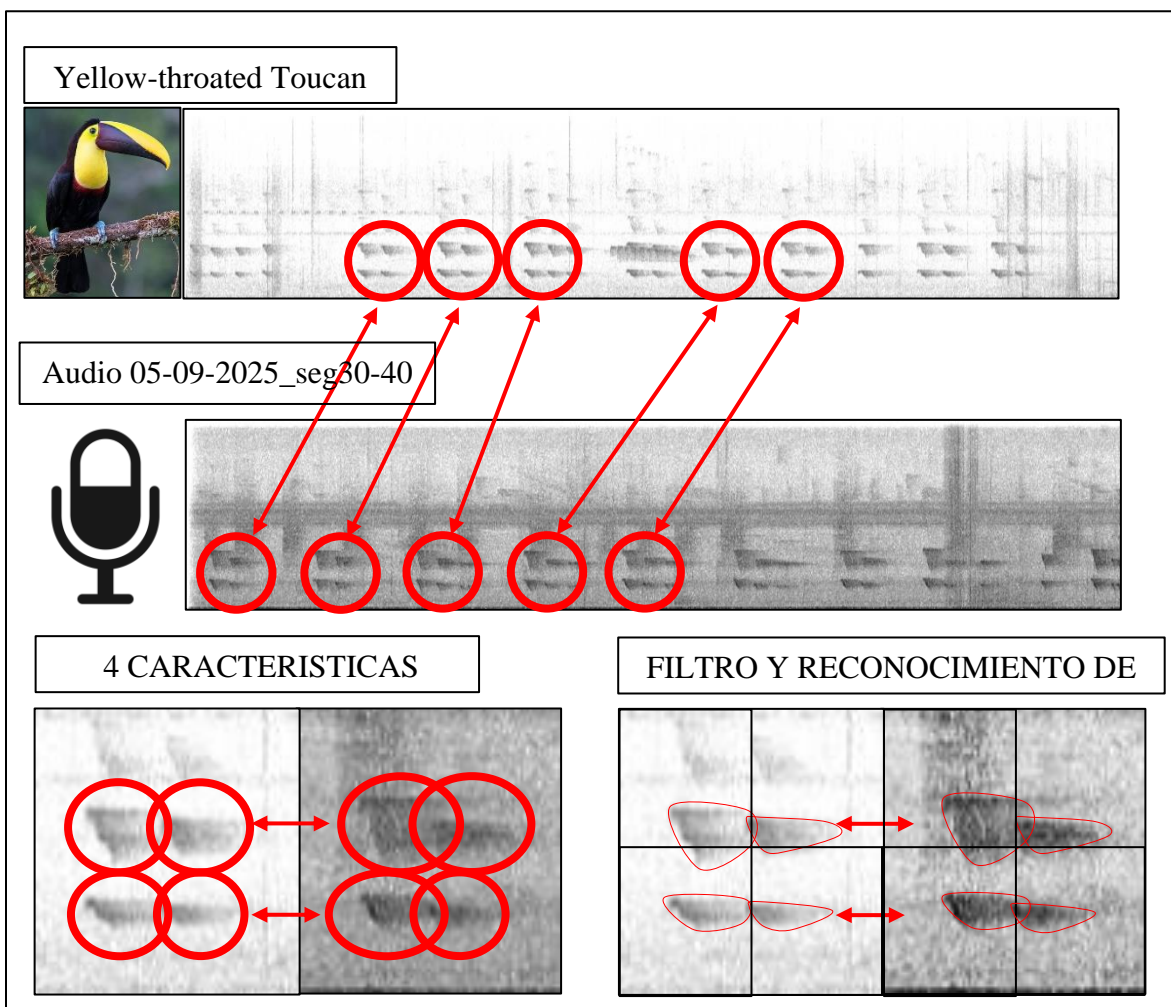 Yellow-throated Toucan
Audio 05-09-2025_seg30-40
4 CARACTERISTICAS
FILTRO Y RECONOCIMIENTO DE